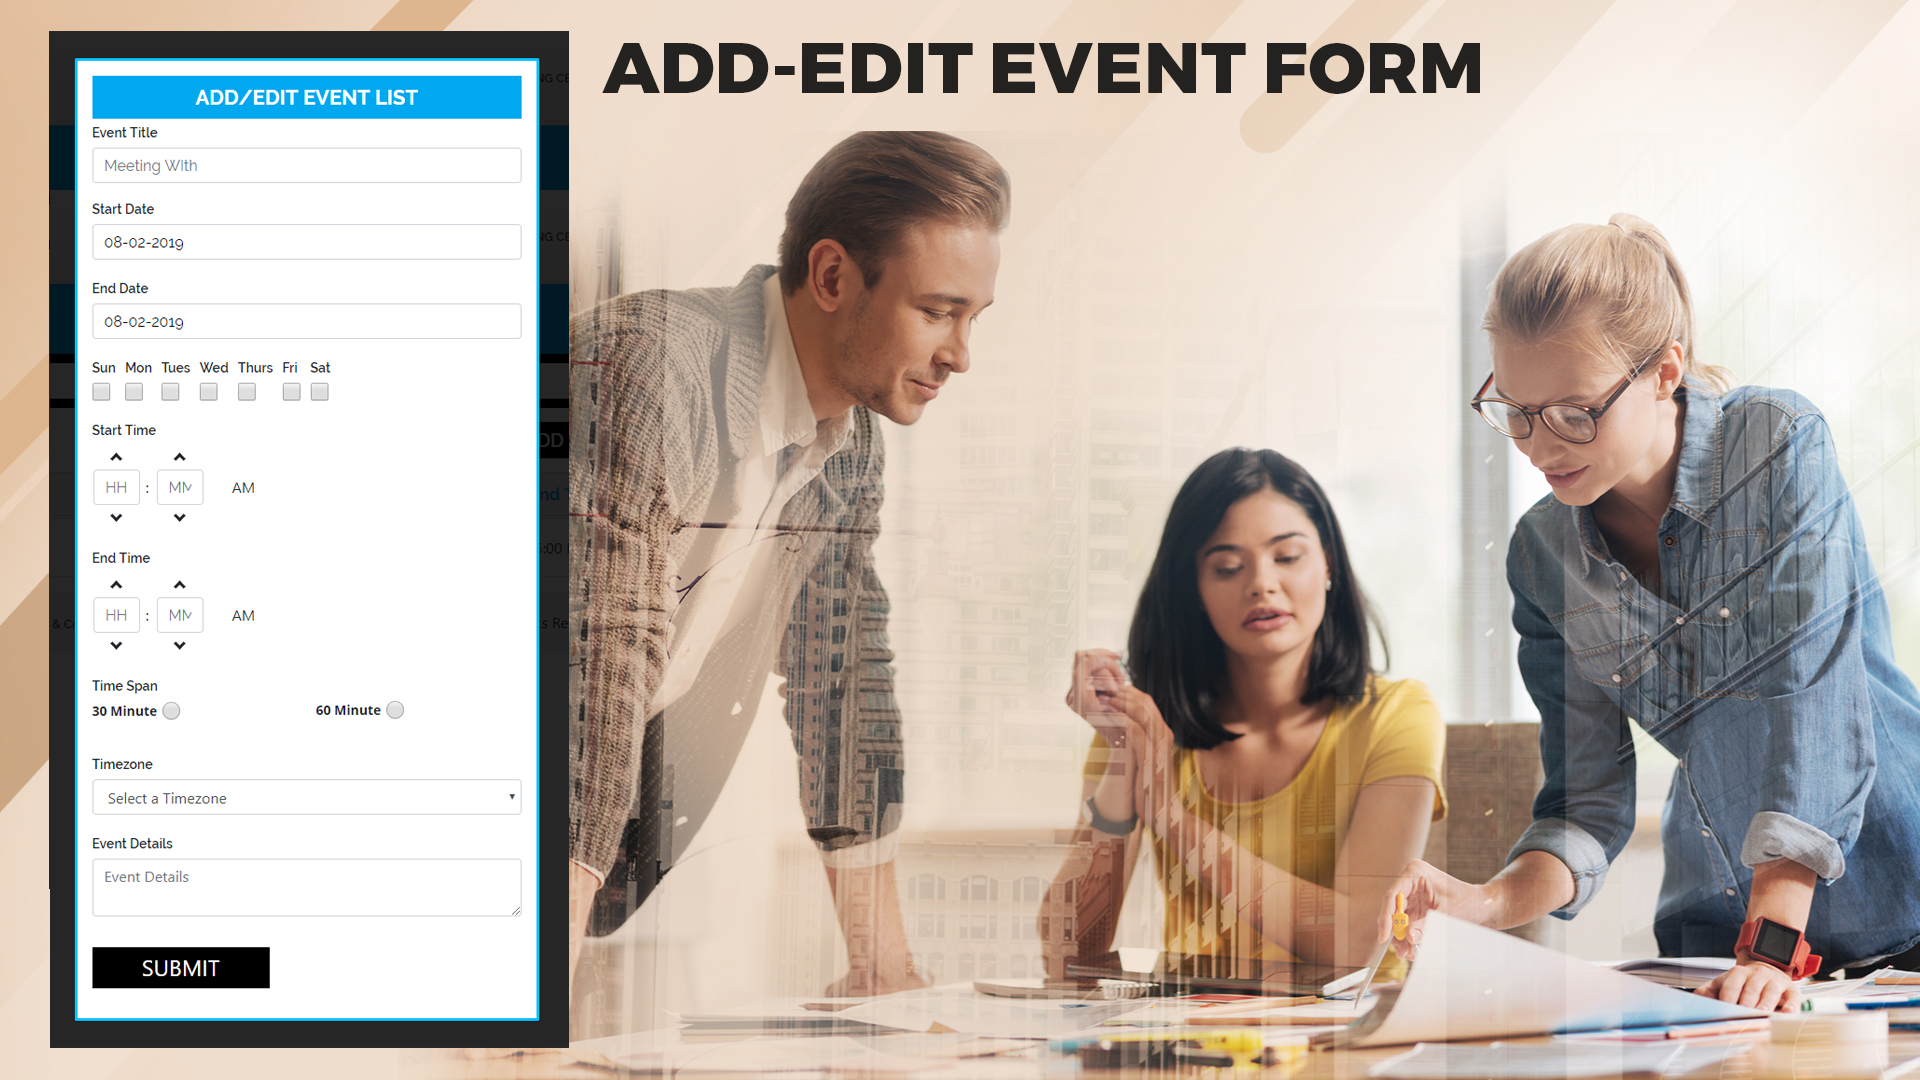 ADD-EDIT EVENT FORM
ADD/EDIT EVENT LIST
Event Title
Meeting WIth
Start Date
08-02-2019
End Date
08-02-2019
Sun Mon Tues Wed Thurs Fri Sat
Start Time
HH : MM AM
End Time
HH : MM AM
Time Span
30 Minute 60 Minute
Timezone
Select a Timezone
Event Details
Event Details
SUBMIT